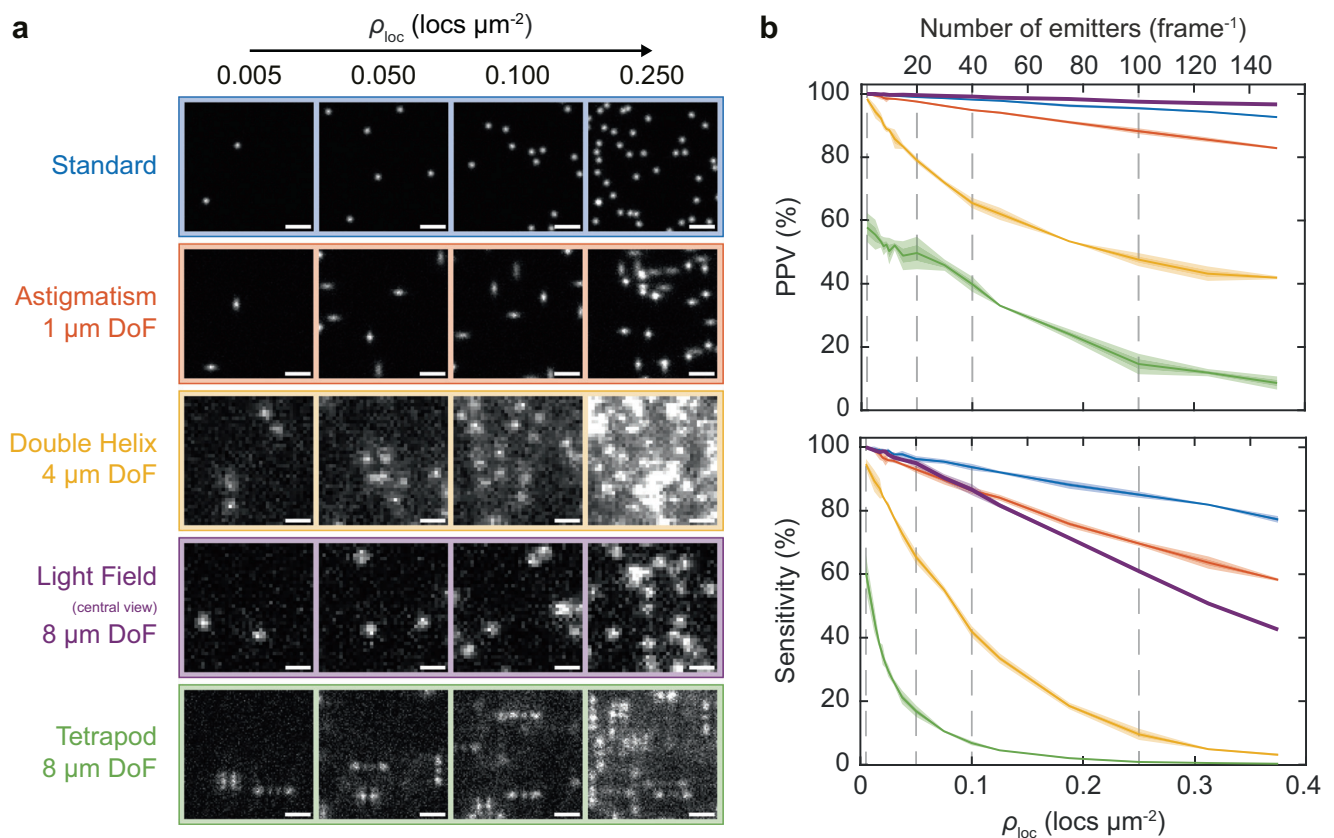 a
ρloc (locs µm-2)
0.005 0.050 0.100 0.250
Standard
Astigmatism
1 µm DoF
Double Helix
4 µm DoF
Light Field
(central view)
8 µm DoF
Tetrapod
8 µm DoF
b
Number of emitters (frame-1)
20 40 60 80 100 120 140
100
80
60
40
20
0
PPV (%)
100
80
60
40
20
0
Sensitivity (%)
0 0.1 0.2 0.3 0.4
ρloc (locs µm-2)